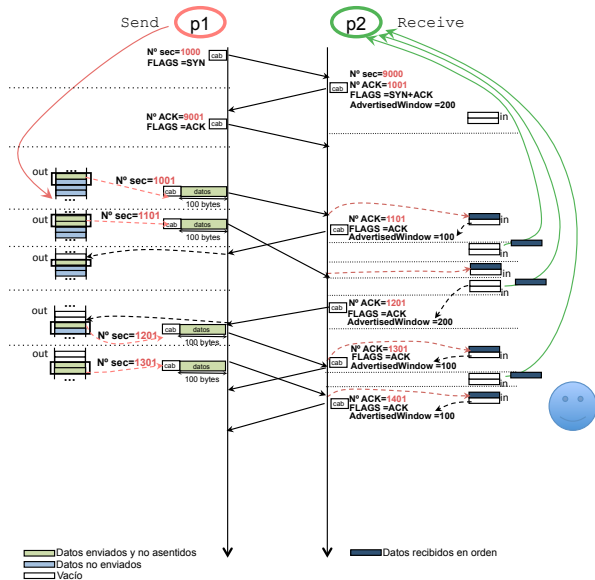 Send p1 p2 Receive
Nº sec=1000
FLAGS =SYN
cab
Nº sec=9000
Nº ACK=1001
FLAGS =SYN+ACK
AdvertisedWindow =200
cab
in
Nº ACK=9001
FLAGS =ACK
cab
out
...
...
Nº sec=1001
cab datos
100 bytes
out
...
Nº sec=1101
cab datos
100 bytes
Nº ACK=1101
FLAGS =ACK
AdvertisedWindow =100
cab
in
in
out
...
in
in
Nº ACK=1201
FLAGS =ACK
AdvertisedWindow =200
cab
out
...
...
Nº sec=1201
cab datos
100 bytes
out
...
Nº sec=1301
cab datos
100 bytes
Nº ACK=1301
FLAGS =ACK
AdvertisedWindow =100
cab
in
in
Nº ACK=1401
FLAGS =ACK
AdvertisedWindow =100
cab
in
Datos enviados y no asentidos
Datos no enviados
Vacío
Datos recibidos en orden